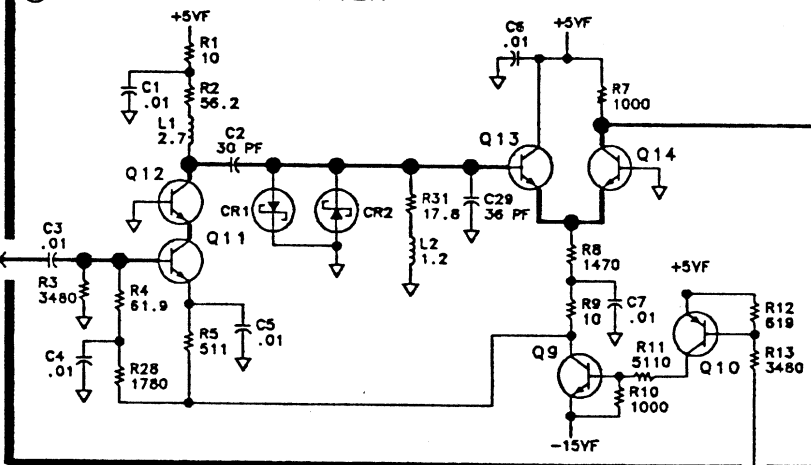 +5VF
R1
10
C1
.01
R2
56.2
L1
2.7
C2
30 PF
Q12
CR1
CR2
R31
17.8
C29
36 PF
L2
1.2
C3
.01
Q11
R3
3480
R4
61.9
C4
.01
R28
1780
R5
511
C5
.01
C6
.01
+5VF
R7
1000
Q13
Q14
R8
1470
R9
10
C7
.01
+5VF
R12
619
R13
3480
Q10
R11
5110
Q9
R10
1000
-15VF